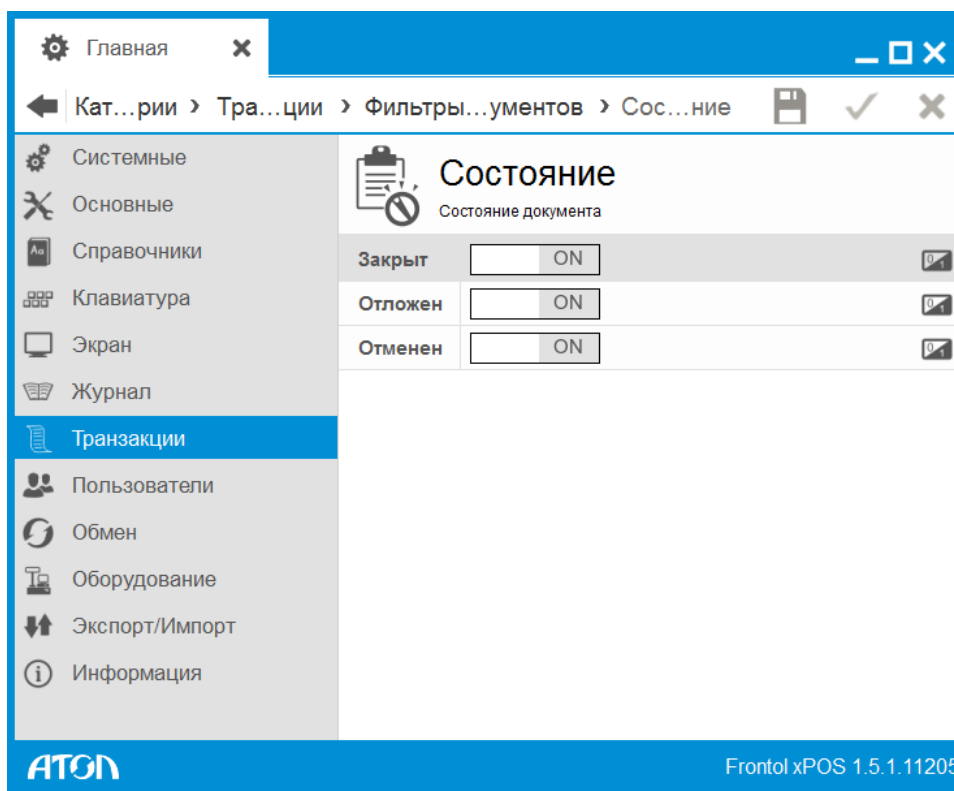 Главная
Кат...рии › Тра...ции › Фильтры...ументов › Сос...ние
Системные
Основные
Справочники
Клавиатура
Экран
Журнал
Транзакции
Пользователи
Обмен
Оборудование
Экспорт/Импорт
Информация
Состояние
Состояние документа
Закрыт ON
Отложен ON
Отменен ON
АТОЛ
Frontol xPOS 1.5.1.11205